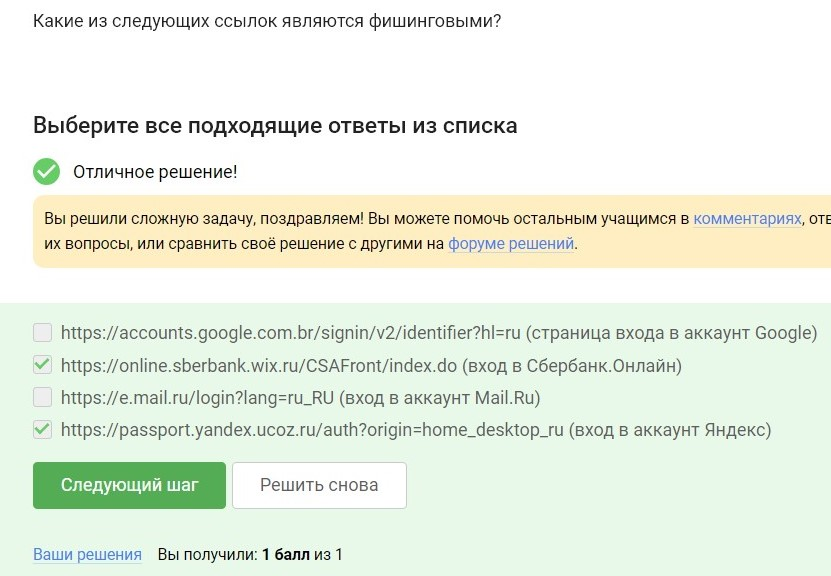 Какие из следующих ссылок являются фишинговыми?
Выберите все подходящие ответы из списка
Отличное решение!
Вы решили сложную задачу, поздравляем! Вы можете помочь остальным учащимся в комментариях,
их вопросы, или сравнить своё решение с другими на форуме решений.
https://accounts.google.com.br/signin/v2/identifier?hl=ru (страница входа в аккаунт Google)
https://online.sberbank.wix.ru/CSAFront/index.do (вход в Сбербанк.Онлайн)
https://e.mail.ru/login?lang=ru_RU (вход в аккаунт Mail.Ru)
https://passport.yandex.ucoz.ru/auth?origin=home_desktop_ru (вход в аккаунт Яндекс)
Следующий шаг Решить снова
Ваши решения Вы получили: 1 балл из 1